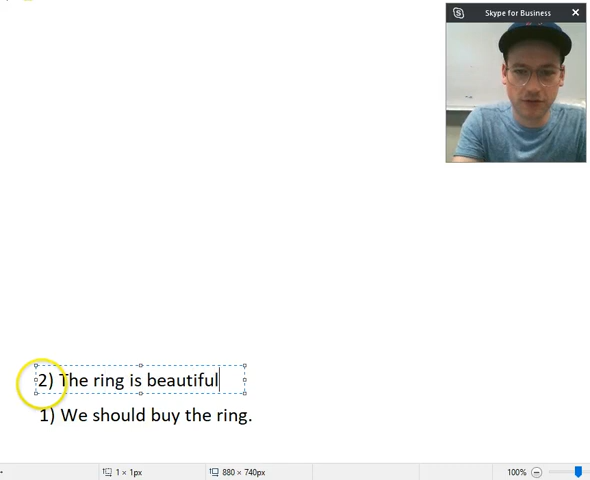 Skype for Business
2) The ring is beautiful
1) We should buy the ring.
1 × 1px
880 × 740px
100%